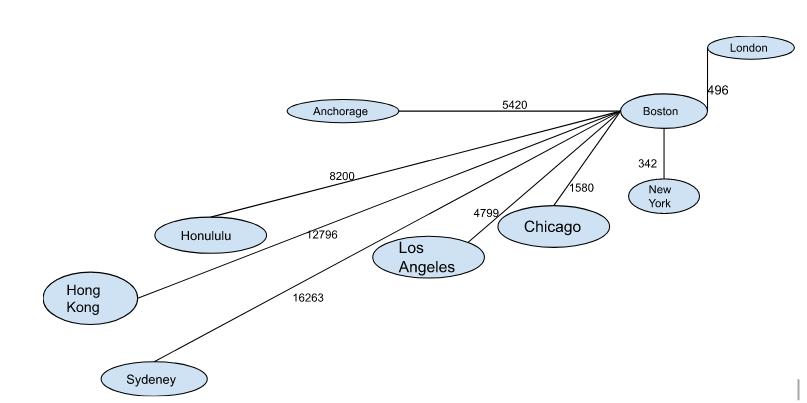 London
496
Anchorage
5420
Boston
342
8200
1580
New
York
4799
Chicago
Honululu
12796
Los
Angeles
Hong
Kong
16263
Sydeney